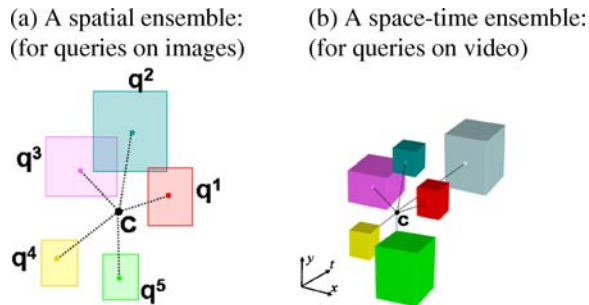 (a) A spatial ensemble:
(for queries on images)
q²
q³
q¹
C
q⁴
q⁵
(b) A space-time ensemble:
(for queries on video)
C
y
t
x